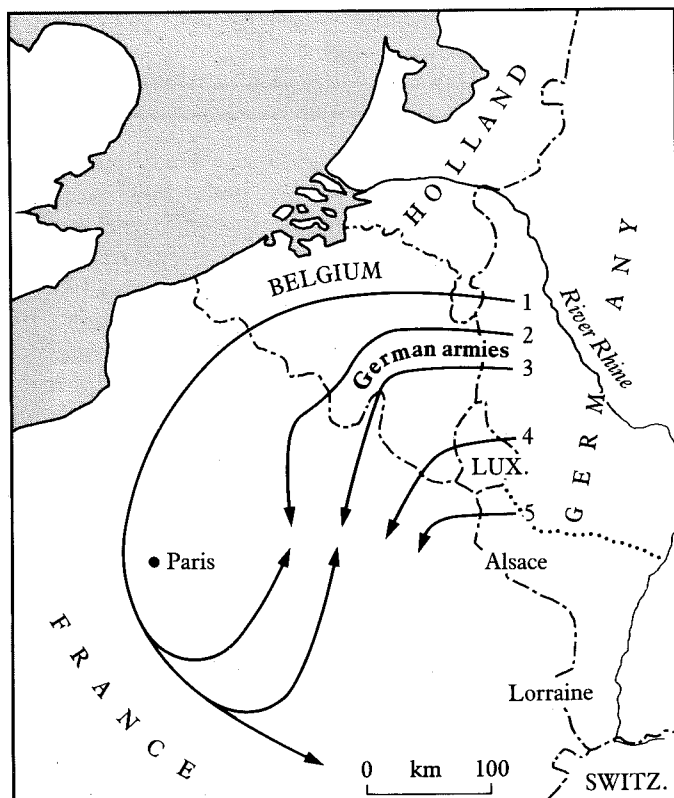 HOLLAND
GERMANY
BELGIUM
River Rhine
1
2
German armies
3
4
LUX.
5
Paris
Alsace
FRANCE
Lorraine
0 km 100
SWITZ.